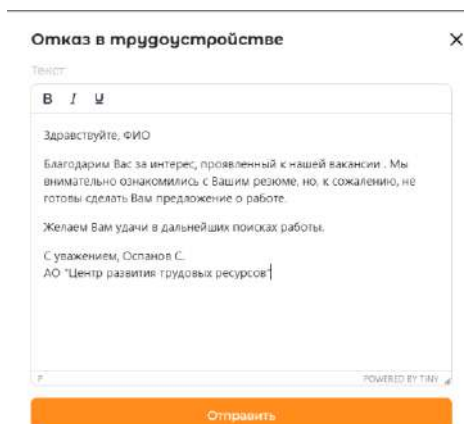 Отказ в трудоустройстве
Текст
B I U
Здравствуйте, ФИО
Благодарим Вас за интерес, проявленный к нашей вакансии . Мы
внимательно ознакомились с Вашим резюме, но, к сожалению, не
готовы сделать Вам предложение о работе.
Желаем Вам удачи в дальнейших поисках работы.
С уважением, Оспанов С.
АО "Центр развития трудовых ресурсов"
P POWERED BY TINY
Отправить